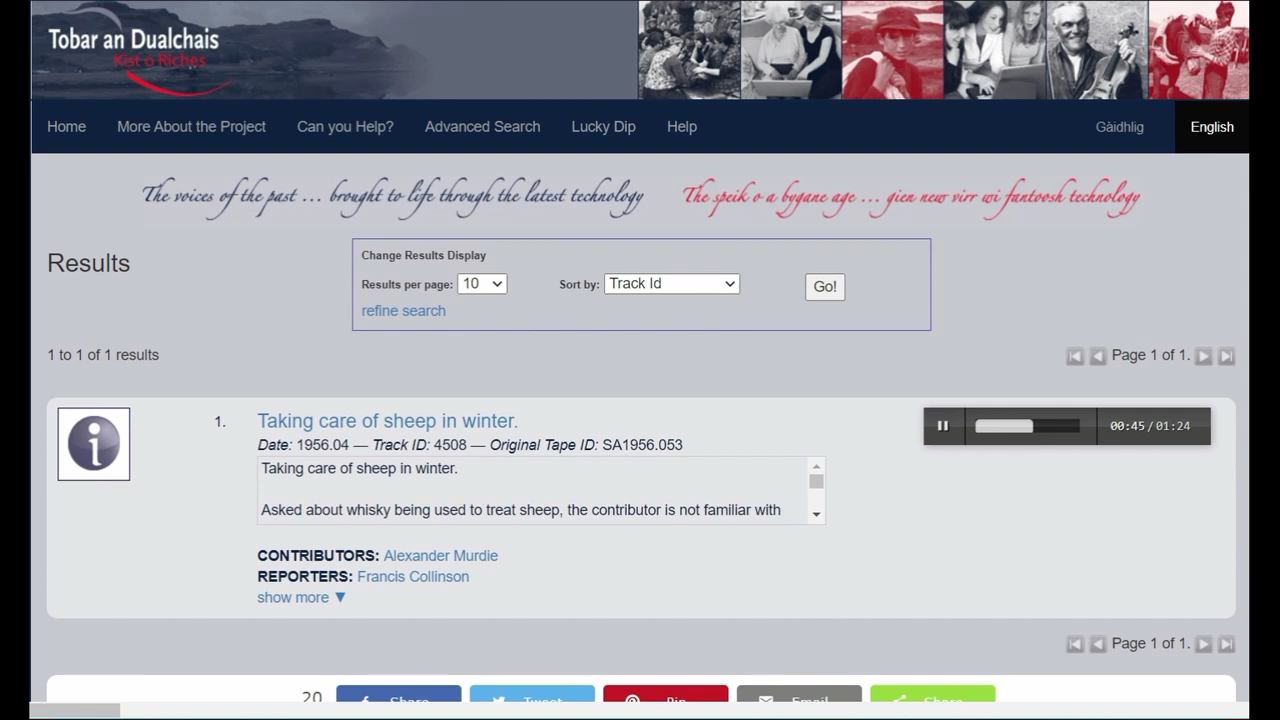 Tobar an Dualchais
Kist o Riches
Home More About the Project Can you Help? Advanced Search Lucky Dip Help Gàidhlig English
The voices of the past ... brought to life through the latest technology The speik o a bygane age ... gien new virr wi fantoosh technology
Results
Change Results Display
Results per page: 10 Sort by: Track Id Go!
refine search
1 to 1 of 1 results Page 1 of 1.
1. Taking care of sheep in winter.
Date: 1956.04 — Track ID: 4508 — Original Tape ID: SA1956.053
00:45/01:24
Taking care of sheep in winter.
Asked about whisky being used to treat sheep, the contributor is not familiar with
CONTRIBUTORS: Alexander Murdie
REPORTERS: Francis Collinson
show more ▼
Page 1 of 1.
20 Share Tweet Pin Email Share